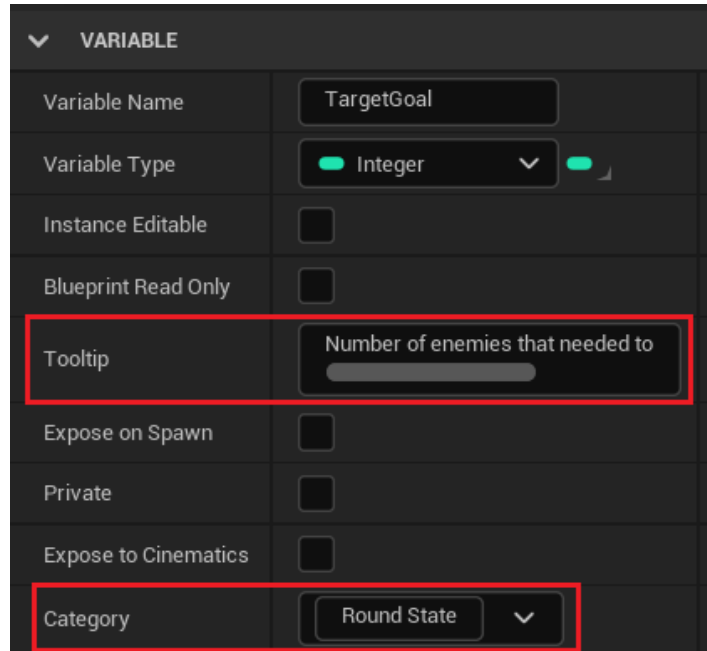 VARIABLE
Variable Name TargetGoal
Variable Type Integer
Instance Editable
Blueprint Read Only
Tooltip Number of enemies that needed to
Expose on Spawn
Private
Expose to Cinematics
Category Round State